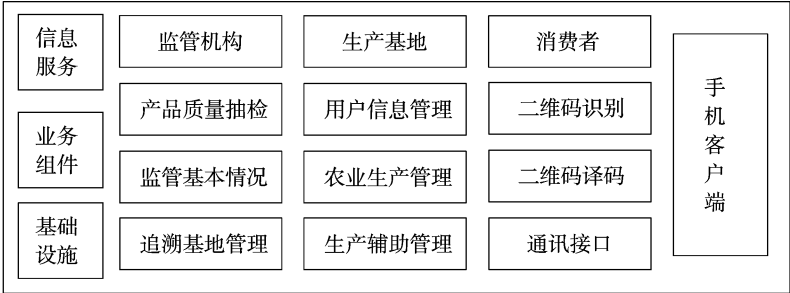 信息
服务
监管机构
生产基地
消费者
产品质量抽检
用户信息管理
二维码识别
业务
组件
监管基本情况
农业生产管理
二维码译码
基础
设施
追溯基地管理
生产辅助管理
通讯接口
手
机
客
户
端